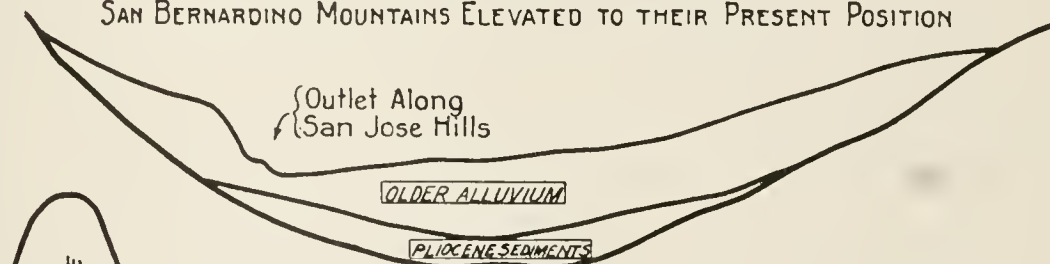 SAN BERNARDINO MOUNTAINS ELEVATED TO THEIR PRESENT POSITION
Outlet Along
San Jose Hills
OLDER ALLUVIUM
PLIOCENE SEDIMENTS